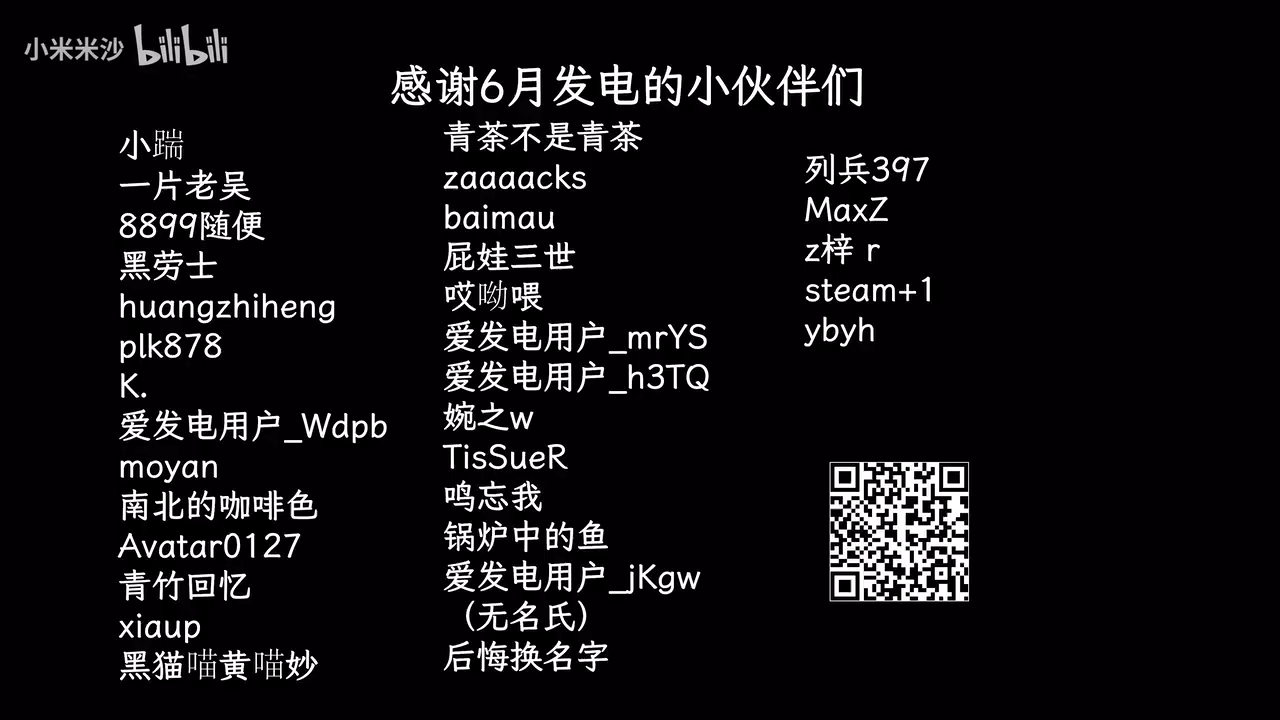 小米米沙 bilibili
感谢6月发电的小伙伴们
小踹
一片老吴
8899随便
黑劳士
huangzhiheng
plk878
K.
爱发电用户_Wdpb
moyan
南北的咖啡色
Avatar0127
青竹回忆
xiaup
黑猫喵黄喵妙
青茶不是青茶
zaaaacks
baimau
屁娃三世
哎呦喂
爱发电用户_mrYS
爱发电用户_h3TQ
婉之w
TisSueR
鸣忘我
锅炉中的鱼
爱发电用户_jKgw
（无名氏）
后悔换名字
列兵397
MaxZ
z梓 r
steam+1
ybyh